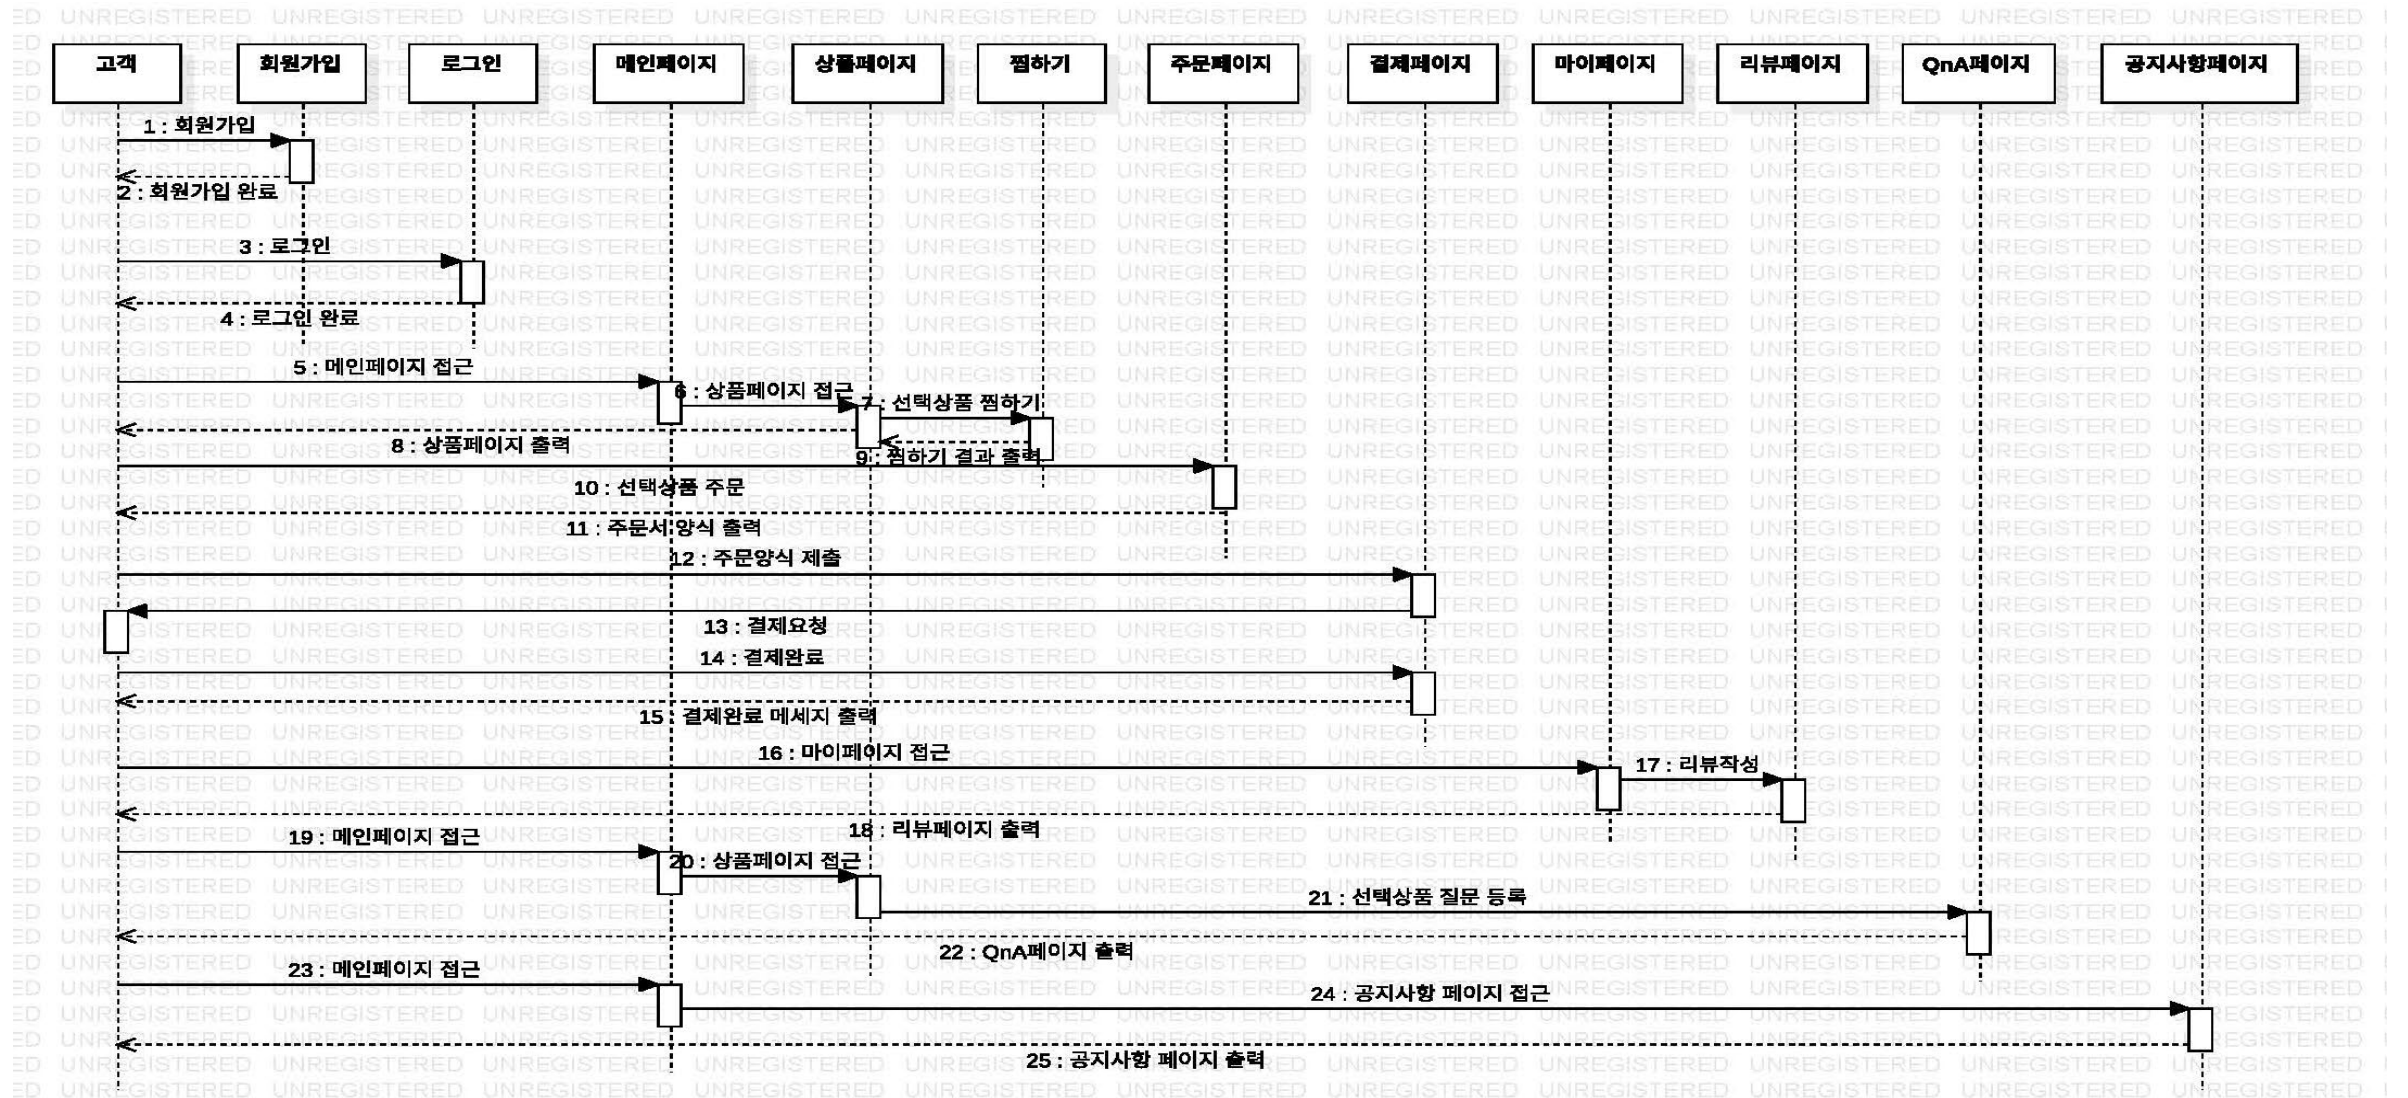 고객 회원가입 로그인 메인페이지 상품페이지 찜하기 주문페이지 결제페이지 마이페이지 리뷰페이지 QnA페이지 공지사항페이지
1 : 회원가입
2 : 회원가입 완료
3 : 로그인
4 : 로그인 완료
5 : 메인페이지 접근
6 : 상품페이지 접근
7 : 선택상품 찜하기
8 : 상품페이지 출력
9 : 찜하기 결과 출력
10 : 선택상품 주문
11 : 주문서 양식 출력
12 : 주문양식 제출
13 : 결제요청
14 : 결제완료
15 : 결제완료 메세지 출력
16 : 마이페이지 접근
17 : 리뷰작성
18 : 리뷰페이지 출력
19 : 메인페이지 접근
20 : 상품페이지 접근
21 : 선택상품 질문 등록
22 : QnA페이지 출력
23 : 메인페이지 접근
24 : 공지사항 페이지 접근
25 : 공지사항 페이지 출력
UNREGISTERED